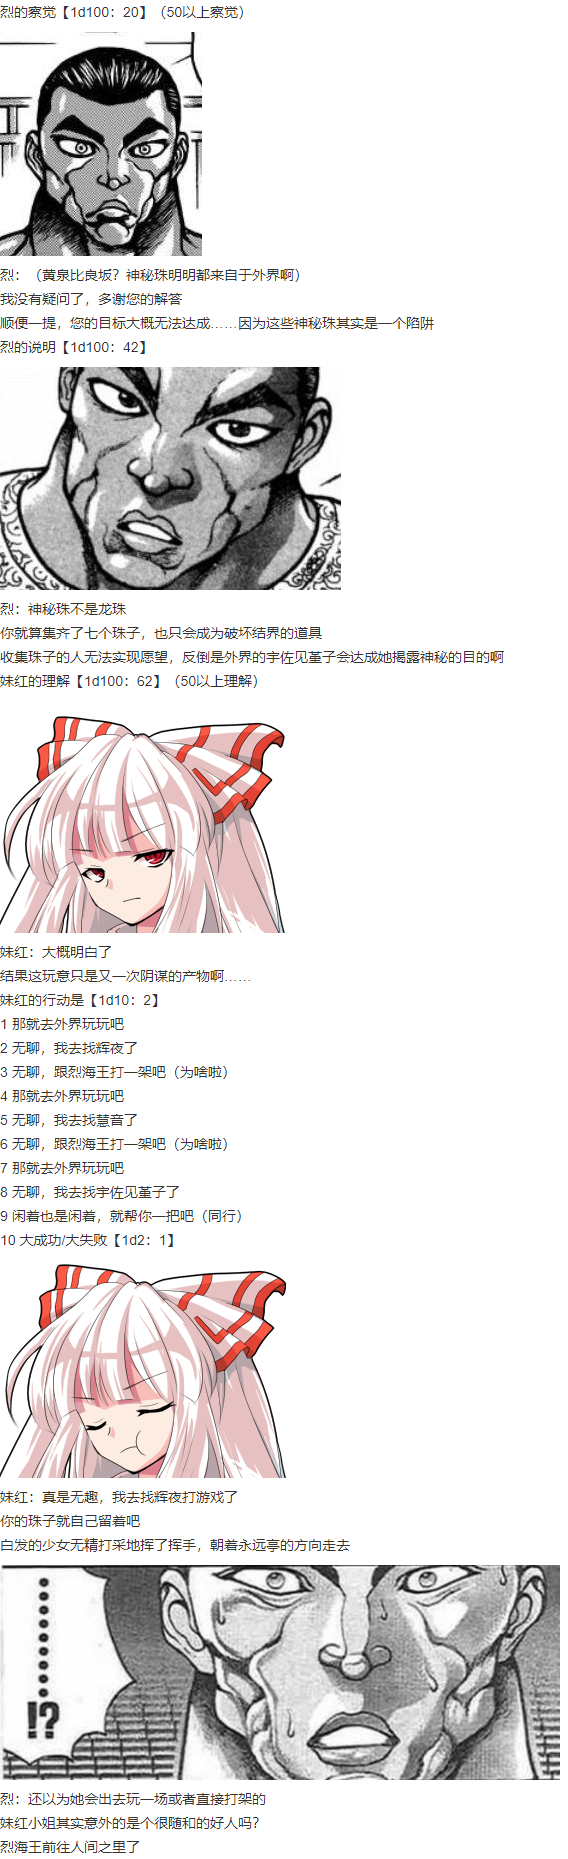 烈的察觉【1d100：20】（50以上察觉）
烈：（黄泉比良坂？神秘珠明明都来自于外界啊）
我没有疑问了，多谢您的解答
顺便一提，您的目标大概无法达成……因为这些神秘珠其实是一个陷阱
烈的说明【1d100：42】
烈：神秘珠不是龙珠
你就算集齐了七个珠子，也只会成为破坏结界的道具
收集珠子的人无法实现愿望，反倒是外界的宇佐见堇子会达成她揭露神秘的目的啊
妹红的理解【1d100：62】（50以上理解）
妹红：大概明白了
结果这玩意只是又一次阴谋的产物啊……
妹红的行动是【1d10：2】
1 那就去外界玩玩吧
2 无聊，我去找辉夜了
3 无聊，跟烈海王打一架吧（为啥啦）
4 那就去外界玩玩吧
5 无聊，我去找慧音了
6 无聊，跟烈海王打一架吧（为啥啦）
7 那就去外界玩玩吧
8 无聊，我去找宇佐见堇子了
9 闲着也是闲着，就帮你一把吧（同行）
10 大成功/大失败【1d2：1】
妹红：真是无趣，我去找辉夜打游戏了
你的珠子就自己留着吧
白发的少女无精打采地挥了挥手，朝着永远亭的方向走去
………!?
烈：还以为她会出去玩一场或者直接打架的
妹红小姐其实意外的是个很随和的好人吗？
烈海王前往人间之里了